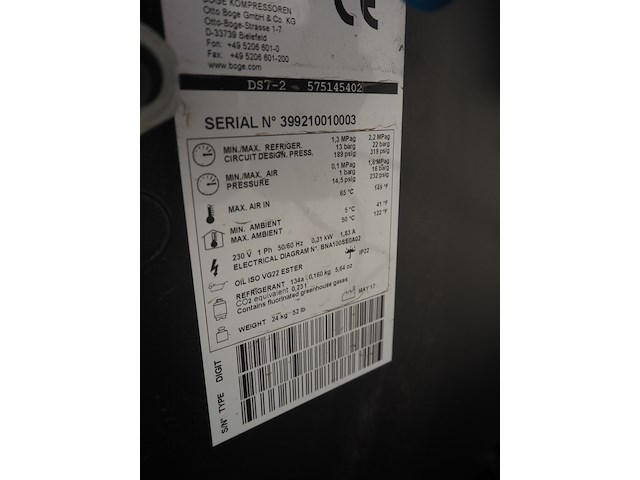 BOGE KOMPRESSOREN
Otto Boge GmbH & Co. KG
Otto-Boge-Strasse 1-7
D-33739 Bielefeld
Fon: +49 5206 601-0
Fax: +49 5206 601-200
www.boge.com
CE
DS7-2 575145402
SERIAL N° 399210010003
MIN./MAX. REFRIGER. 1,3 MPag 2,2 MPag
CIRCUIT DESIGN. PRESS. 13 barg 22 barg
189 psig 319 psig
MIN./MAX. AIR 0,1 MPag 1,6 MPag
PRESSURE 1 barg 16 barg
14,5 psig 232 psig
MAX. AIR IN 65 °C 149 °F
MIN. AMBIENT 5 °C 41 °F
MAX. AMBIENT 50 °C 122 °F
230 V 1 Ph 50/60 Hz 0,31 kW 1,83 A
ELECTRICAL DIAGRAM N°. BNA100SE0A02
IP22
OIL ISO VG22 ESTER
REFRIGERANT 134a - 0,160 kg 5,64 oz
CO2 equivalent 0,23 t
Contains fluorinated greenhouse gases
MAY 17
WEIGHT 24 kg - 53 lb
S/N° TYPE DIGIT